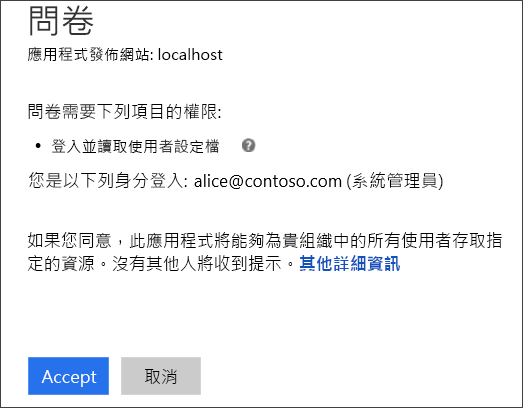 問卷
應用程式發佈網站: localhost
問卷需要下列項目的權限:
• 登入並讀取使用者設定檔 ?
您是以下列身分登入: alice@contoso.com (系統管理員)
如果您同意，此應用程式將能夠為貴組織中的所有使用者存取指
定的資源。沒有其他人將收到提示。其他詳細資訊
Accept 取消